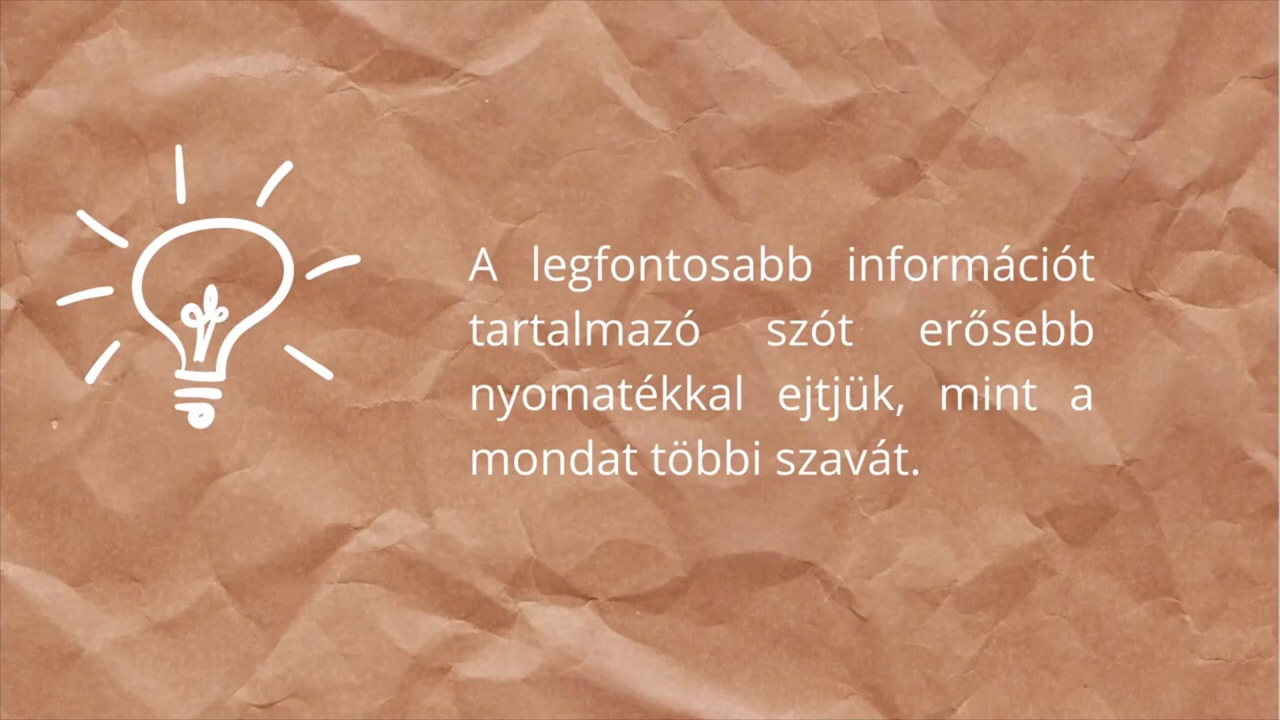 A legfontosabb információt
tartalmazó szót erősebb
nyomatékkal ejtjük, mint a
mondat többi szavát.